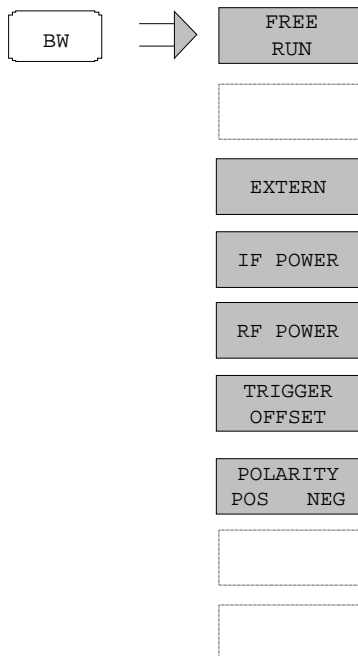 BW
FREE
RUN
EXTERN
IF POWER
RF POWER
TRIGGER
OFFSET
POLARITY
POS NEG